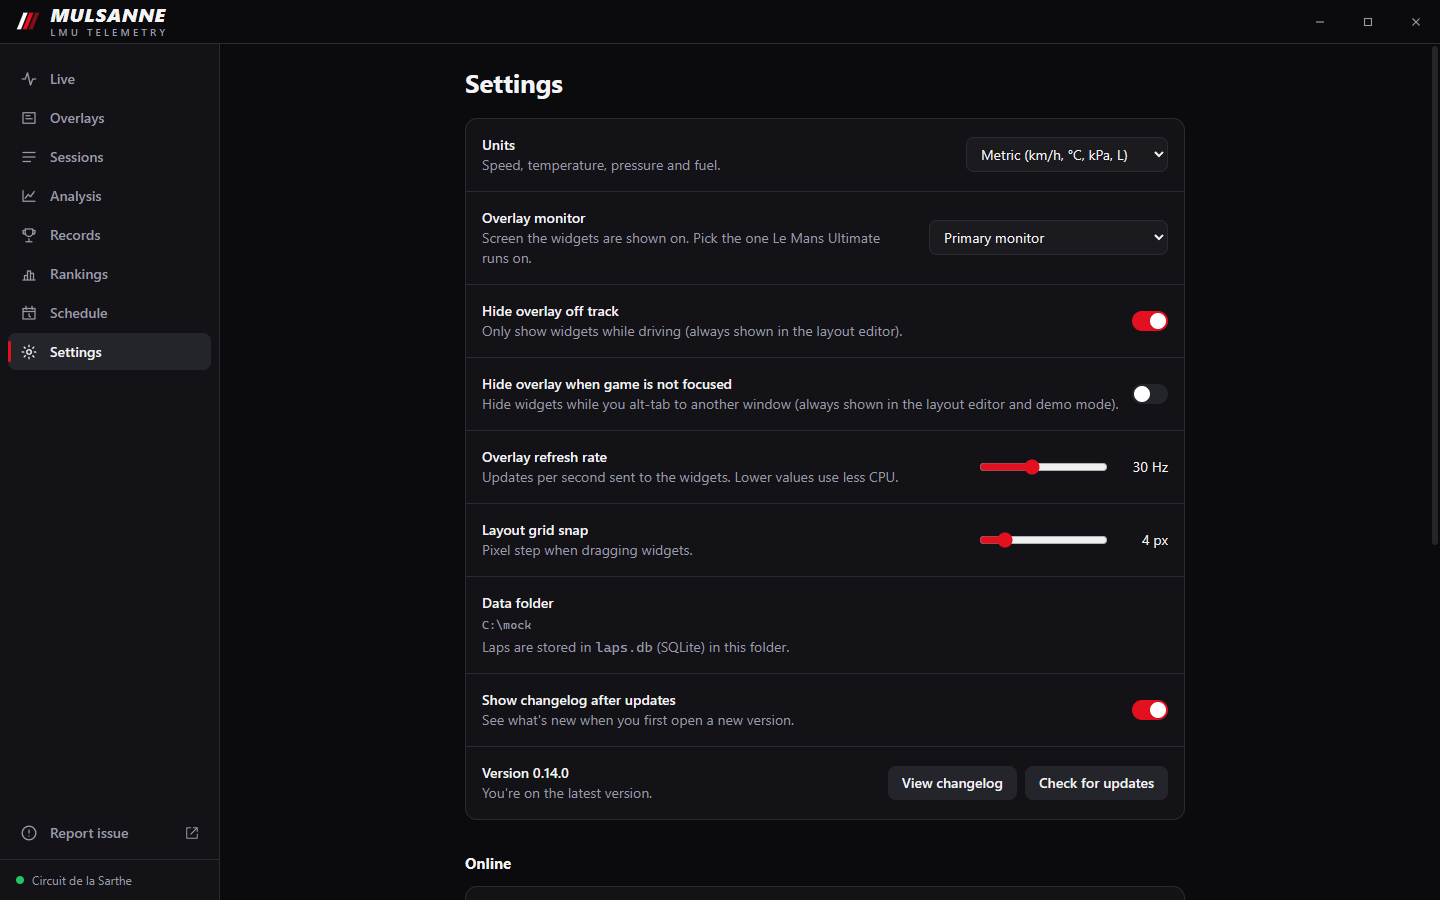 MULSANNE
LMU TELEMETRY
Live
Overlays
Sessions
Analysis
Records
Rankings
Schedule
Settings
Report issue
Circuit de la Sarthe
Settings
Units
Speed, temperature, pressure and fuel.
Metric (km/h, °C, kPa, L)
Overlay monitor
Screen the widgets are shown on. Pick the one Le Mans Ultimate
runs on.
Primary monitor
Hide overlay off track
Only show widgets while driving (always shown in the layout editor).
Hide overlay when game is not focused
Hide widgets while you alt-tab to another window (always shown in the layout editor and demo mode).
Overlay refresh rate
Updates per second sent to the widgets. Lower values use less CPU.
30 Hz
Layout grid snap
Pixel step when dragging widgets.
4 px
Data folder
C:\mock
Laps are stored in laps.db (SQLite) in this folder.
Show changelog after updates
See what's new when you first open a new version.
Version 0.14.0
You're on the latest version.
View changelog
Check for updates
Online